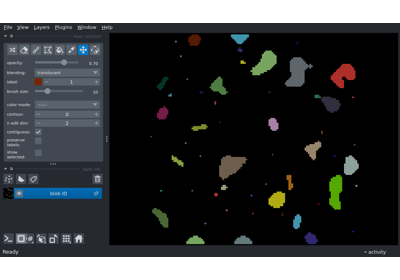 File View Layers Plugins Window Help
opacity: 0.70
blending: translucent
label: 1
brush size: 10
color mode:
contour: 0
n edit dim: 2
contiguous:
preserve labels:
show selected:
blob ID
Ready activity